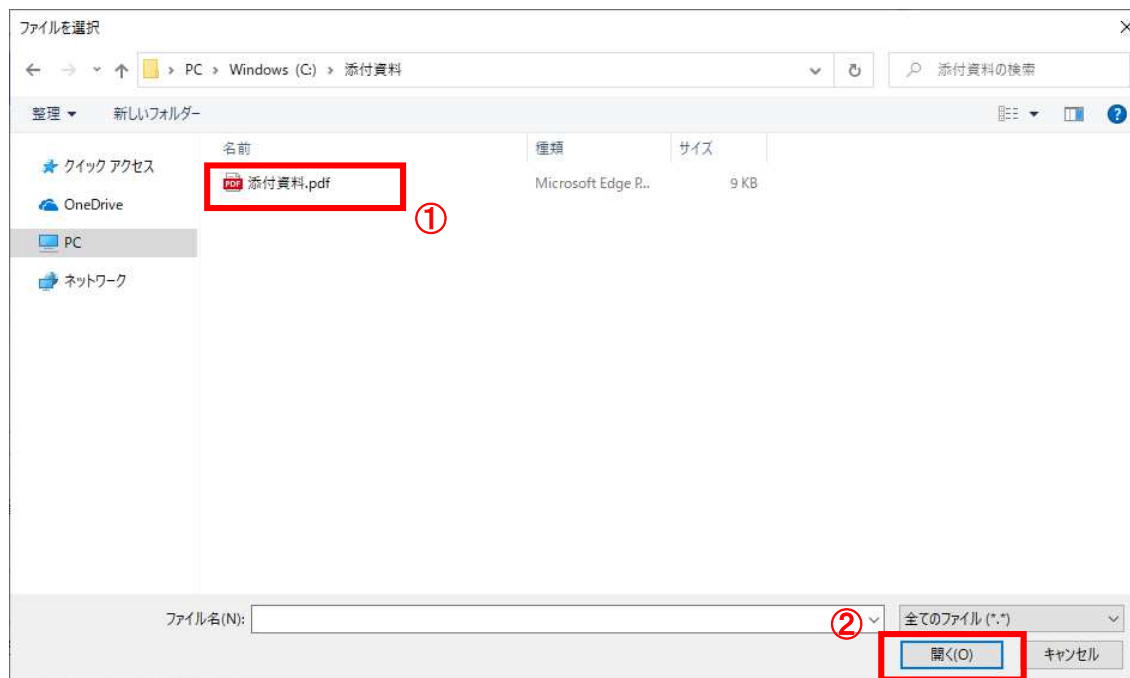 ファイルを選択
PC › Windows (C:) › 添付資料
添付資料の検索
整理
新しいフォルダー
名前 種類 サイズ
クイック アクセス
PDF 添付資料.pdf Microsoft Edge P... 9 KB
①
OneDrive
PC
ネットワーク
ファイル名(N):
②
全てのファイル (*.*)
開く(O)
キャンセル